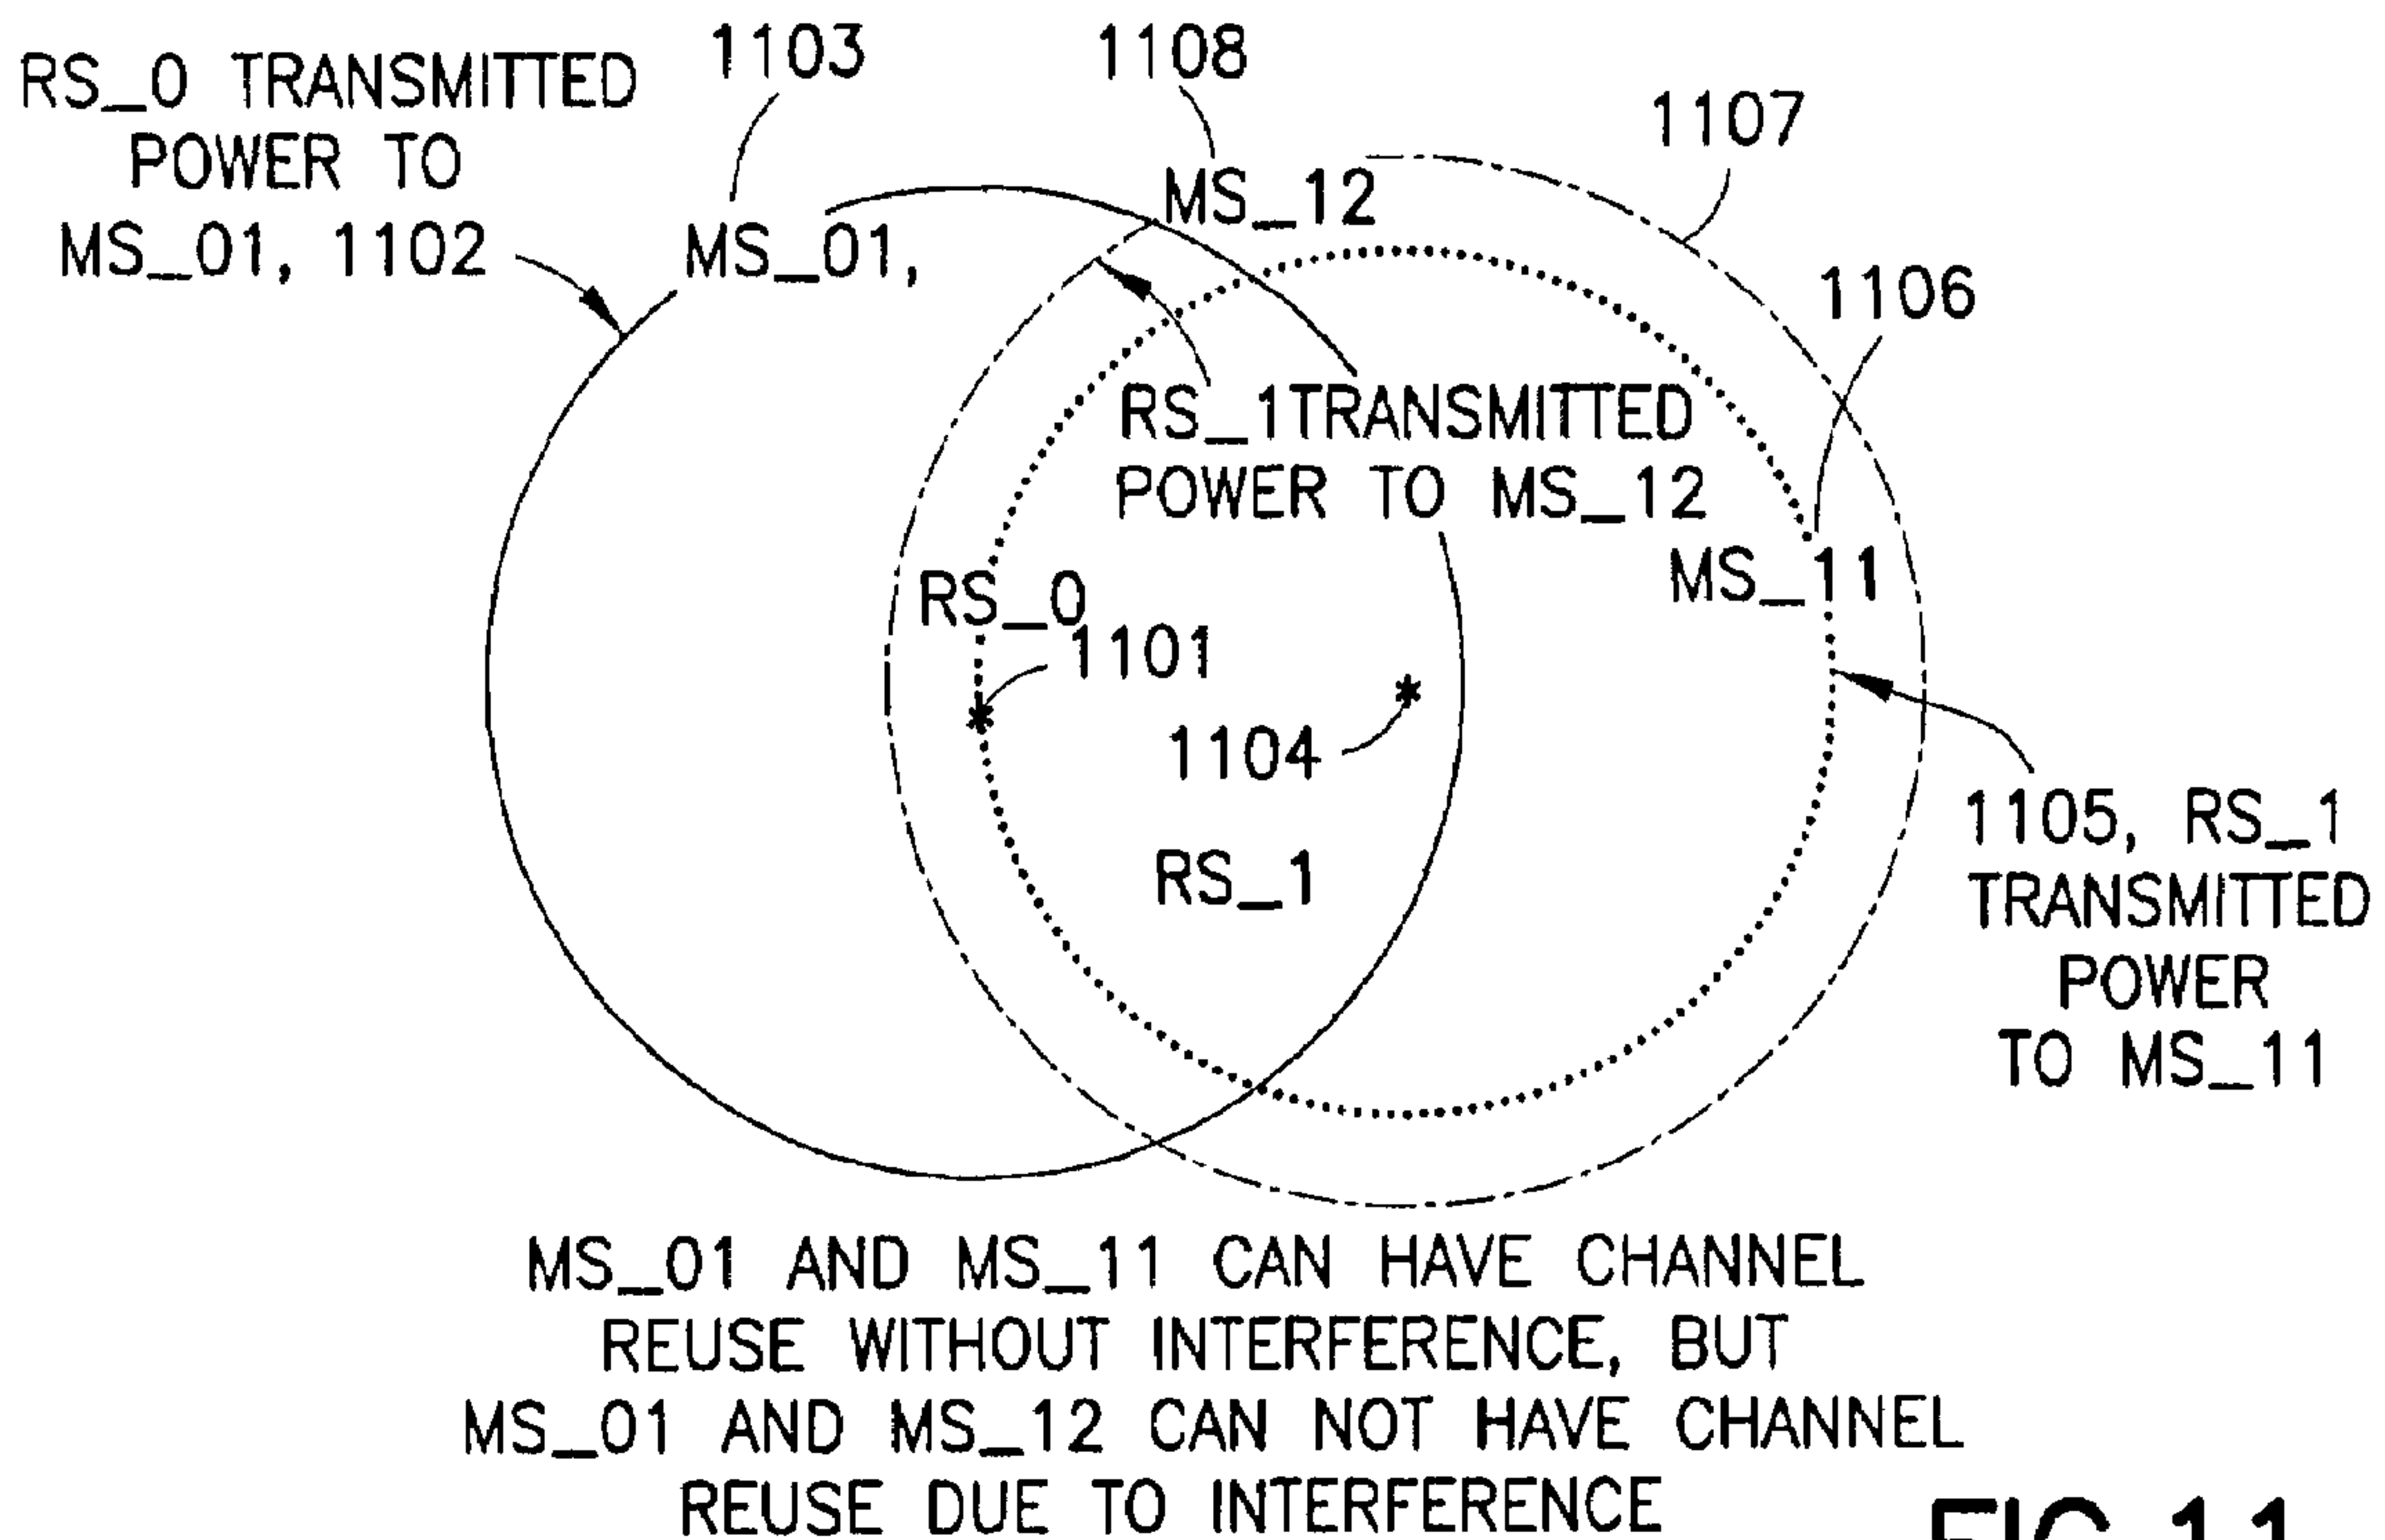 RS_0 TRANSMITTED
POWER TO
MS_01, 1102
1103
1108
1107
MS_12
MS_01,
1106
RS_1TRANSMITTED
POWER TO MS_12
MS_11
RS_0
1101
1104
RS_1
1105, RS_1
TRANSMITTED
POWER
TO MS_11
MS_01 AND MS_11 CAN HAVE CHANNEL
REUSE WITHOUT INTERFERENCE, BUT
MS_01 AND MS_12 CAN NOT HAVE CHANNEL
REUSE DUE TO INTERFERENCE
FIG.11